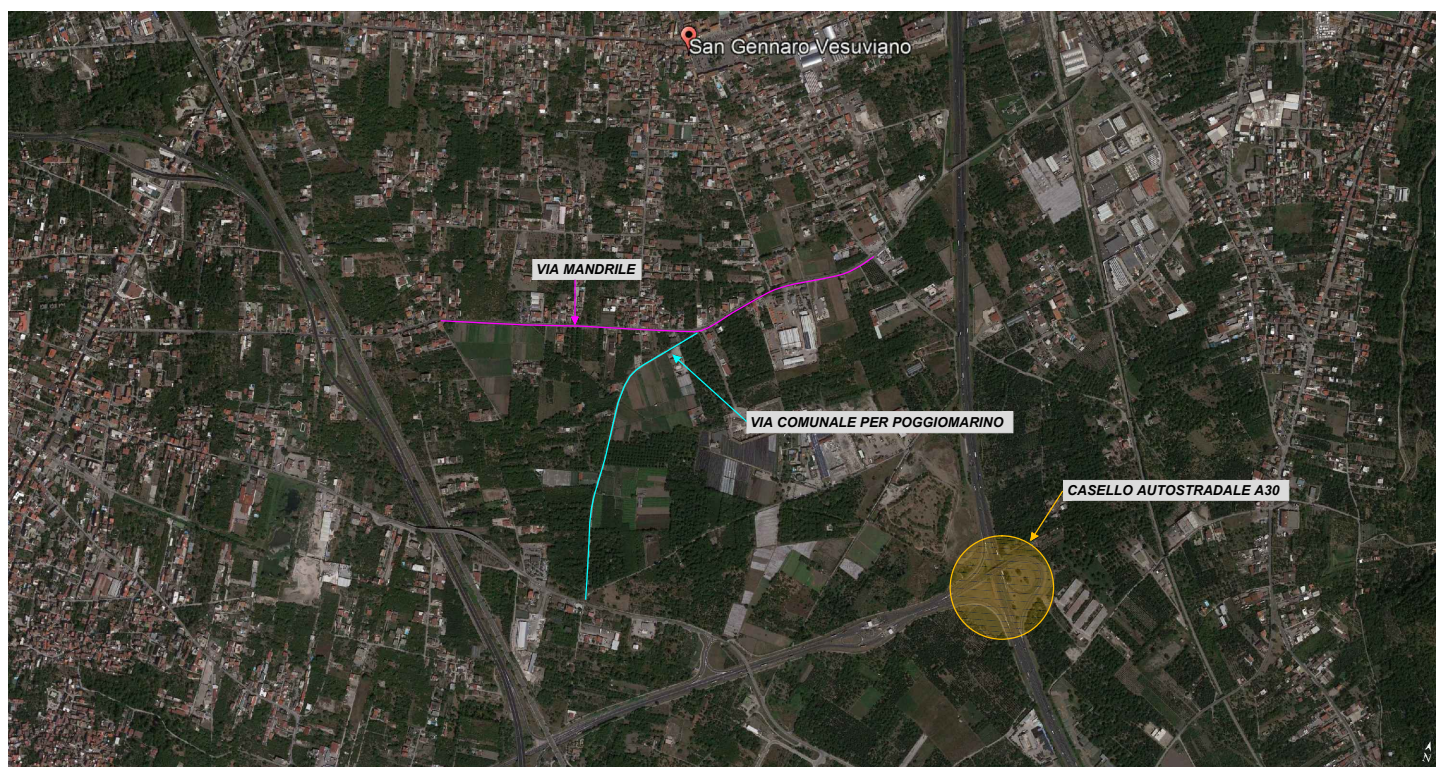 San Gennaro Vesuviano
VIA MANDRILE
VIA COMUNALE PER POGGIOMARINO
CASELLO AUTOSTRADALE A30
N